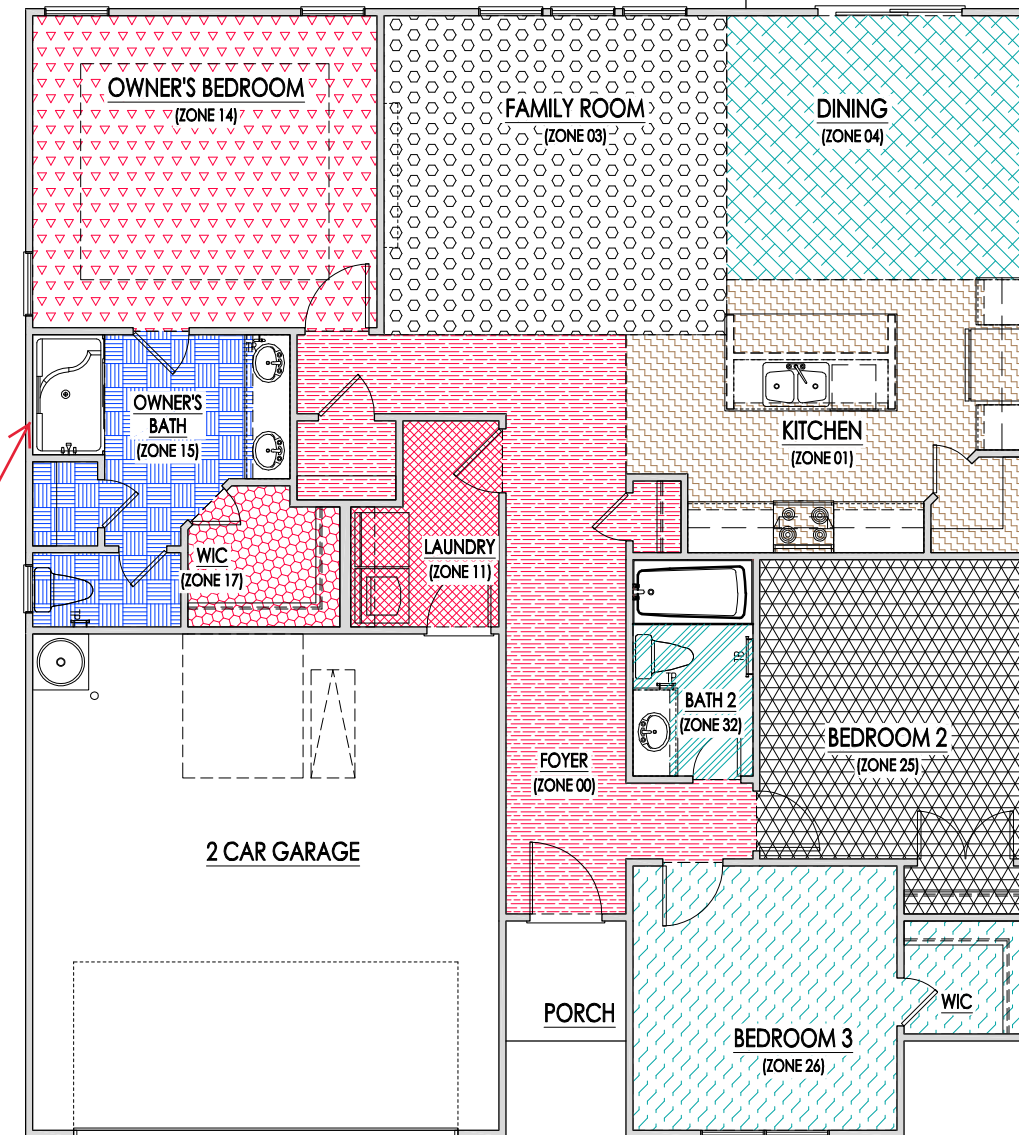 OWNER'S BEDROOM
(ZONE 14)
FAMILY ROOM
(ZONE 03)
DINING
(ZONE 04)
OWNER'S
BATH
(ZONE 15)
KITCHEN
(ZONE 01)
WIC
(ZONE 17)
LAUNDRY
(ZONE 11)
TB
TP
BATH 2
(ZONE 32)
BEDROOM 2
(ZONE 25)
FOYER
(ZONE 00)
2 CAR GARAGE
PORCH
WIC
BEDROOM 3
(ZONE 26)